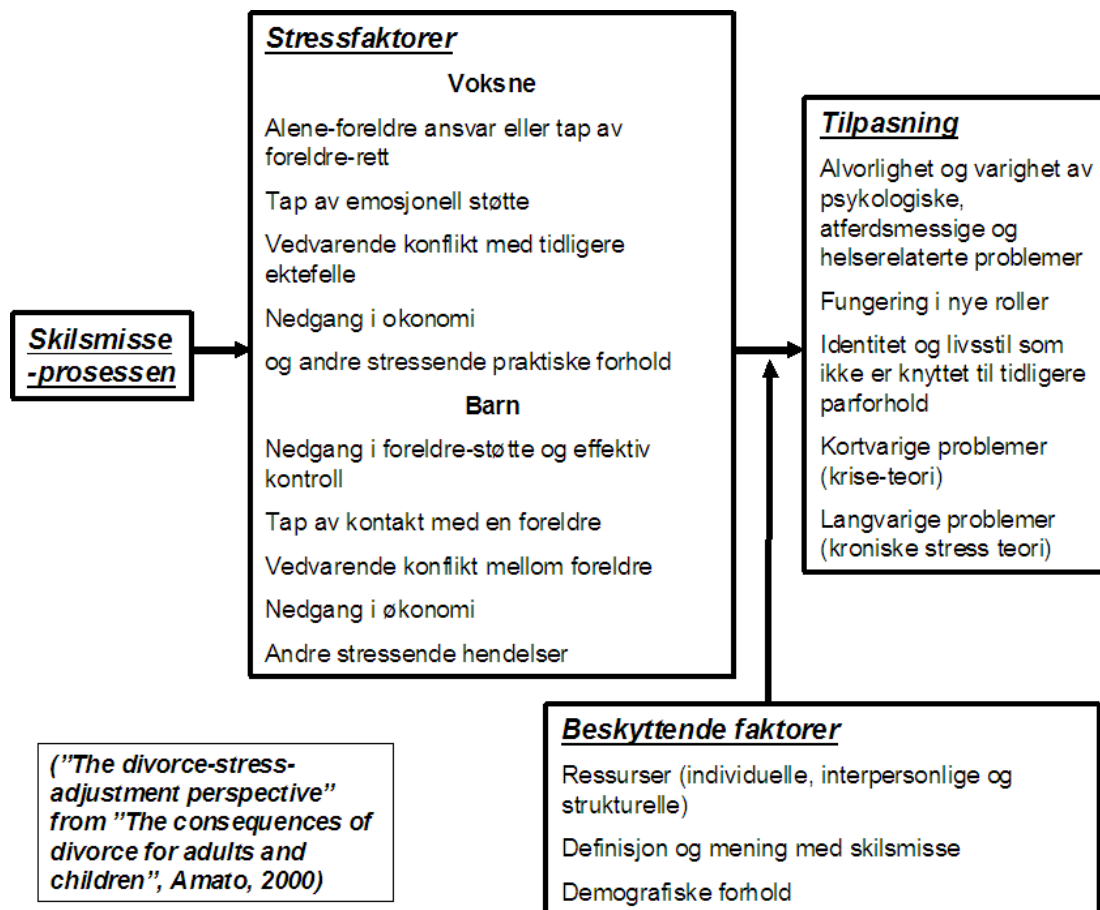 Stressfaktorer
Voksne
Alene-foreldre ansvar eller tap av
foreldre-rett
Tap av emosjonell støtte
Vedvarende konflikt med tidligere
ektefelle
Nedgang i okonomi
og andre stressende praktiske forhold
Barn
Nedgang i foreldre-støtte og effektiv
kontroll
Tap av kontakt med en foreldre
Vedvarende konflikt mellom foreldre
Nedgang i økonomi
Andre stressende hendelser
Skilsmisse
-prosessen
Tilpasning
Alvorlighet og varighet av
psykologiske,
atferdsmessige og
helserelaterte problemer
Fungering i nye roller
Identitet og livsstil som
ikke er knyttet til tidligere
parforhold
Kortvarige problemer
(krise-teori)
Langvarige problemer
(kroniske stress teori)
Beskyttende faktorer
Ressurser (individuelle, interpersonlige og
strukturelle)
Definisjon og mening med skilsmisse
Demografiske forhold
("The divorce-stress-
adjustment perspective"
from "The consequences of
divorce for adults and
children", Amato, 2000)